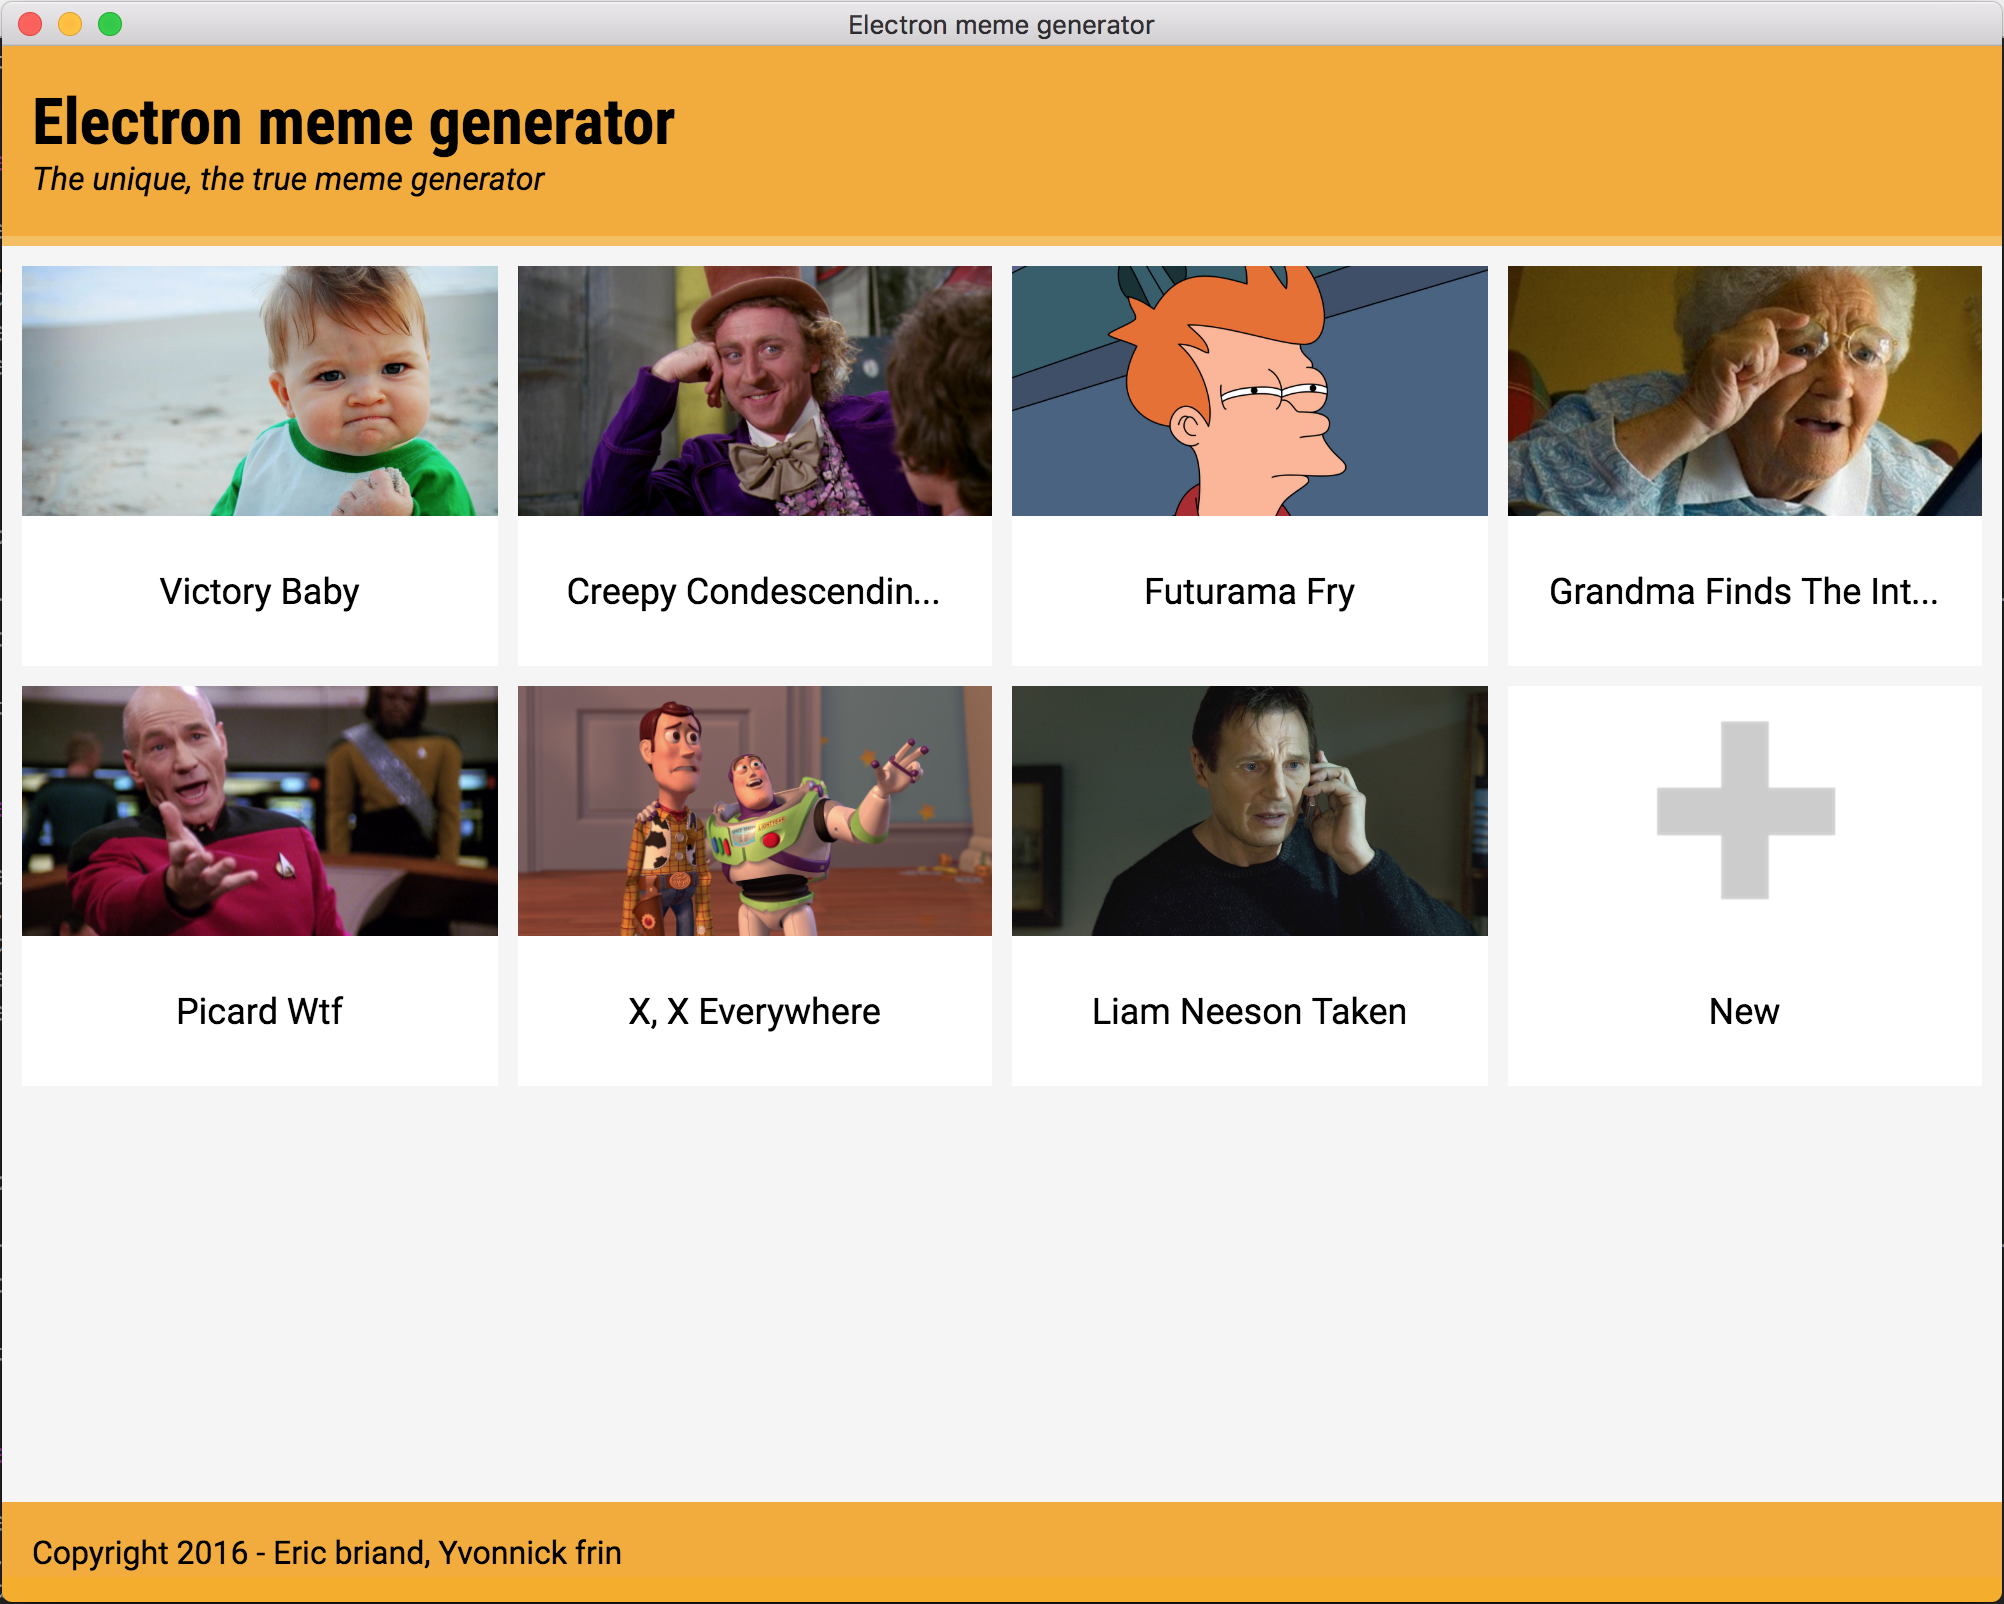 Electron meme generator
Electron meme generator
The unique, the true meme generator
Victory Baby
Creepy Condescendin...
Futurama Fry
Grandma Finds The Int...
LIGHTYEAR
Picard Wtf
X, X Everywhere
Liam Neeson Taken
New
Copyright 2016 - Eric briand, Yvonnick frin